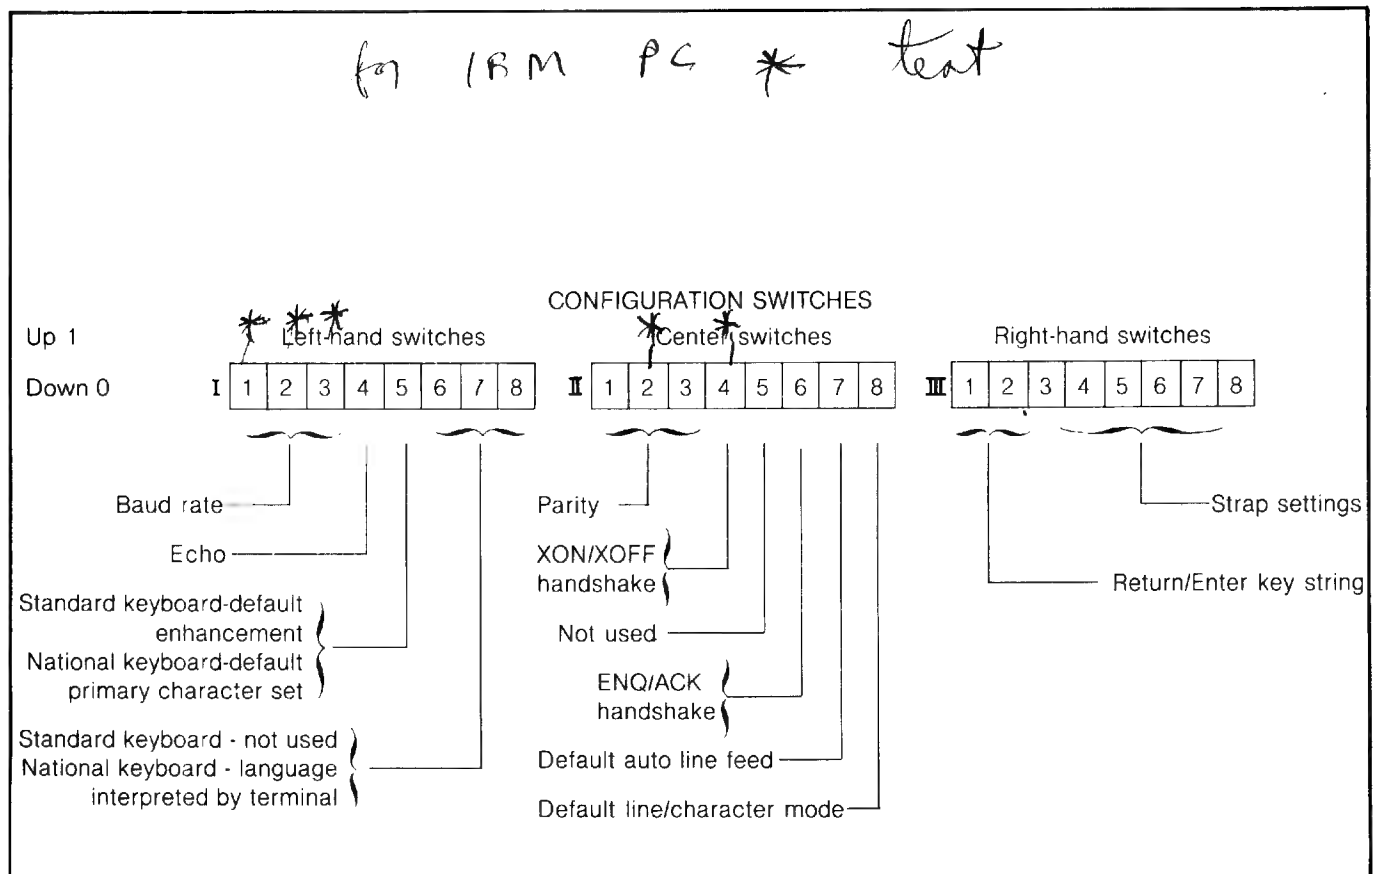 for IBM PC * test
CONFIGURATION SWITCHES
Up 1
* * *
Left-hand switches
* *
Center switches
Right-hand switches
Down 0
I 1 2 3 4 5 6 7 8
II 1 2 3 4 5 6 7 8
III 1 2 3 4 5 6 7 8
Baud rate
Echo
Standard keyboard-default
enhancement
National keyboard-default
primary character set
Standard keyboard - not used
National keyboard - language
interpreted by terminal
Parity
XON/XOFF
handshake
Not used
ENQ/ACK
handshake
Default auto line feed
Default line/character mode
Strap settings
Return/Enter key string